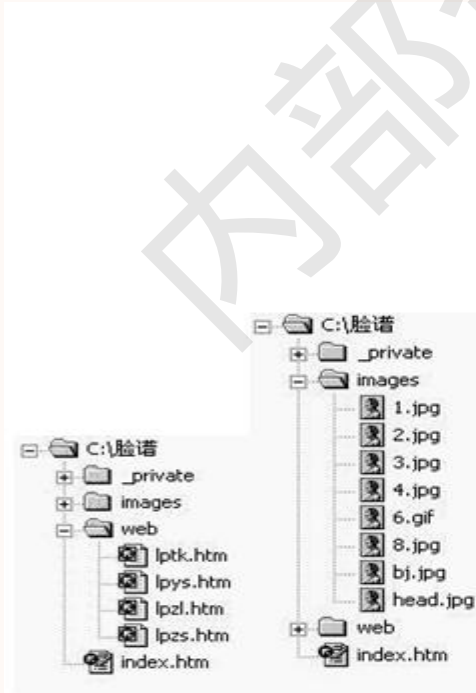 内部
C:\脸谱
_private
images
web
lptk.htm
lpys.htm
lpzl.htm
lpzs.htm
index.htm
C:\脸谱
_private
images
1.jpg
2.jpg
3.jpg
4.jpg
6.gif
8.jpg
bj.jpg
head.jpg
web
index.htm